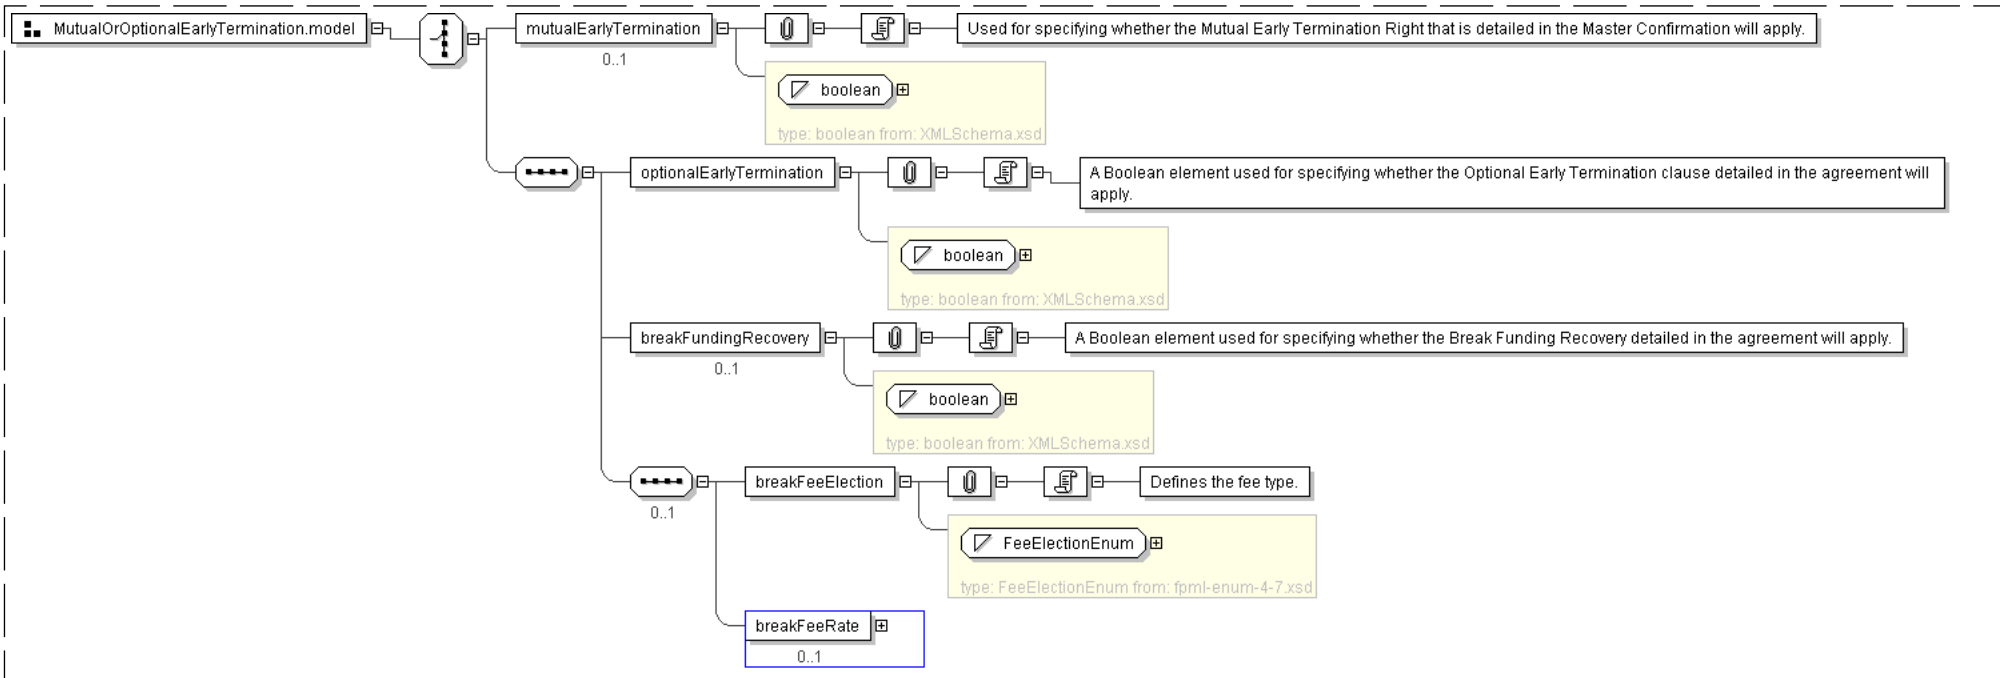 MutualOrOptionalEarlyTermination.model
mutualEarlyTermination
0..1
Used for specifying whether the Mutual Early Termination Right that is detailed in the Master Confirmation will apply.
boolean
type: boolean from: XMLSchema.xsd
optionalEarlyTermination
A Boolean element used for specifying whether the Optional Early Termination clause detailed in the agreement will
apply.
boolean
type: boolean from: XMLSchema.xsd
breakFundingRecovery
0..1
A Boolean element used for specifying whether the Break Funding Recovery detailed in the agreement will apply.
boolean
type: boolean from: XMLSchema.xsd
0..1
breakFeeElection
Defines the fee type.
FeeElectionEnum
type: FeeElectionEnum from: fpml-enum-4-7.xsd
breakFeeRate
0..1